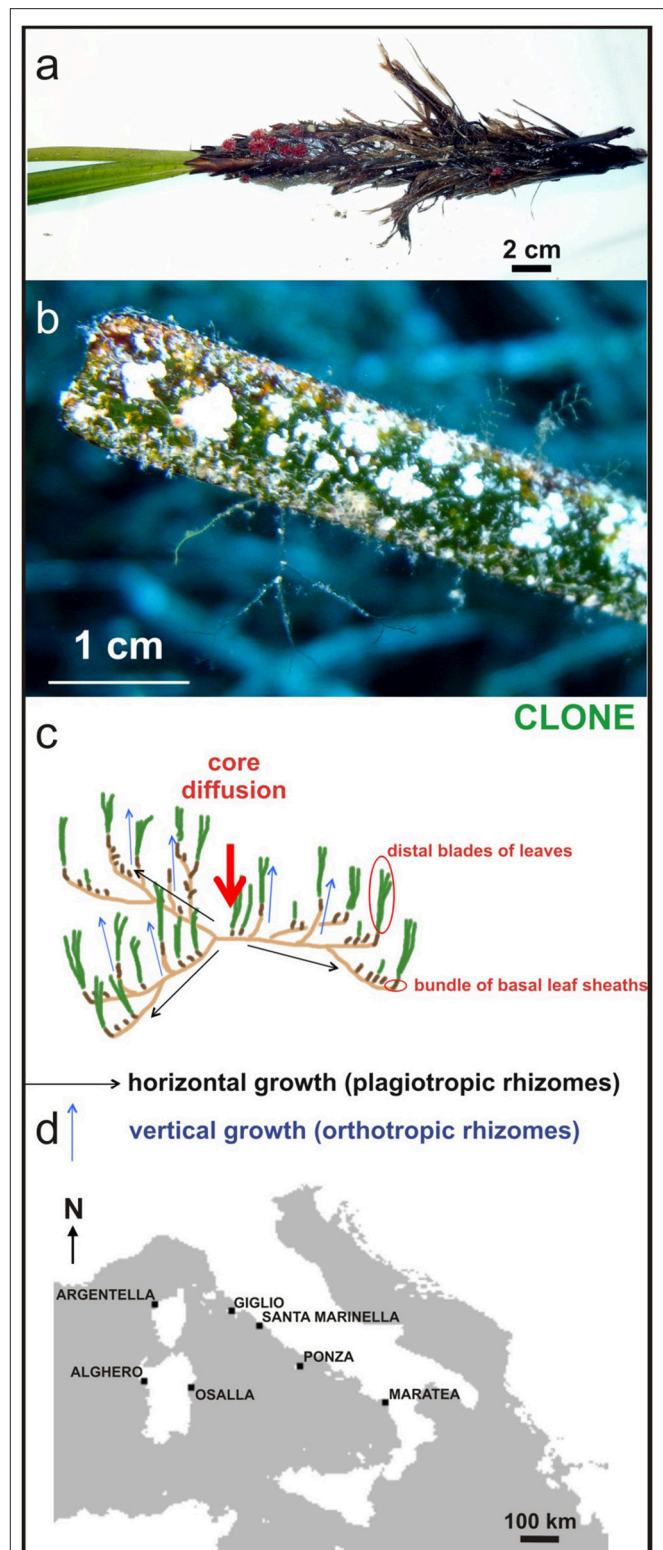 a
2 cm
b
1 cm
CLONE
c
core
diffusion
distal blades of leaves
bundle of basal leaf sheaths
horizontal growth (plagiotropic rhizomes)
d
vertical growth (orthotropic rhizomes)
N
ARGENTELLA
GIGLIO
SANTA MARINELLA
PONZA
ALGHERO
OSALLA
MARATEA
100 km